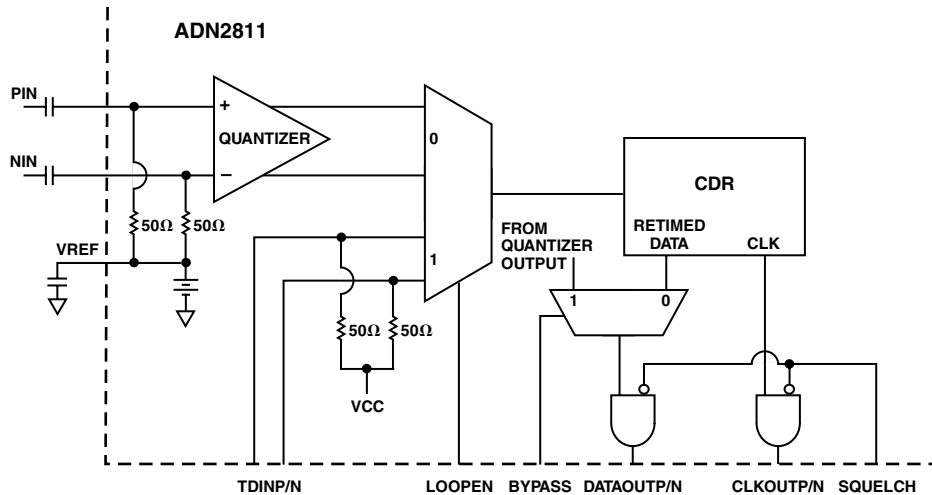 ADN2811
PIN
+
QUANTIZER
0
NIN
−
CDR
50Ω
50Ω
VREF
FROM
QUANTIZER
OUTPUT
RETIMED
DATA
CLK
1
1
0
50Ω
50Ω
VCC
TDINP/N
LOOPEN
BYPASS
DATAOUTP/N
CLKOUTP/N
SQUELCH